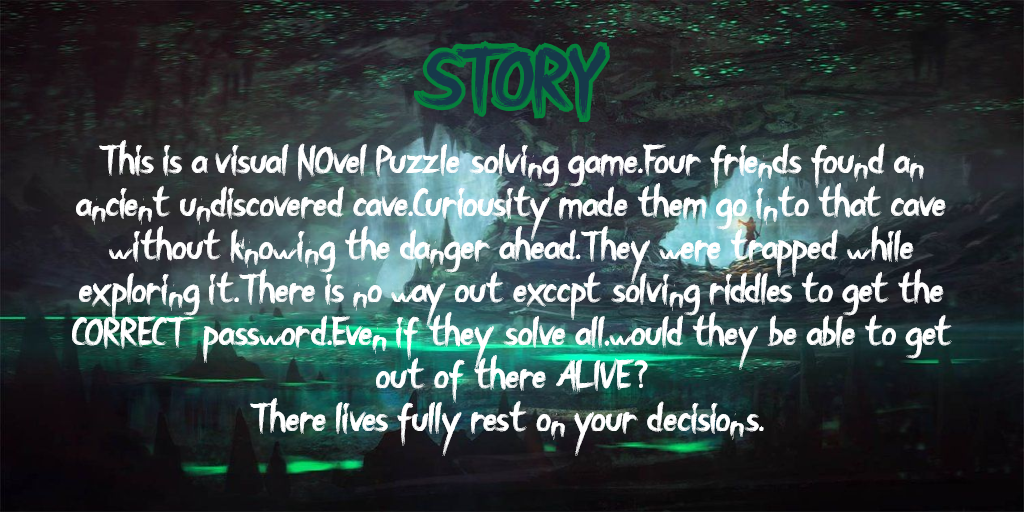 STORY
This is a visual NOvel Puzzle solving game.Four friends found an
ancient undiscovered cave.Curiousity made them go into that cave
without knowing the danger ahead.They were trapped while
exploring it.There is no way out exccpt solving riddles to get the
CORRECT password.Even if they solve all.would they be able to get
out of there ALIVE?
There lives fully rest on your decisions.